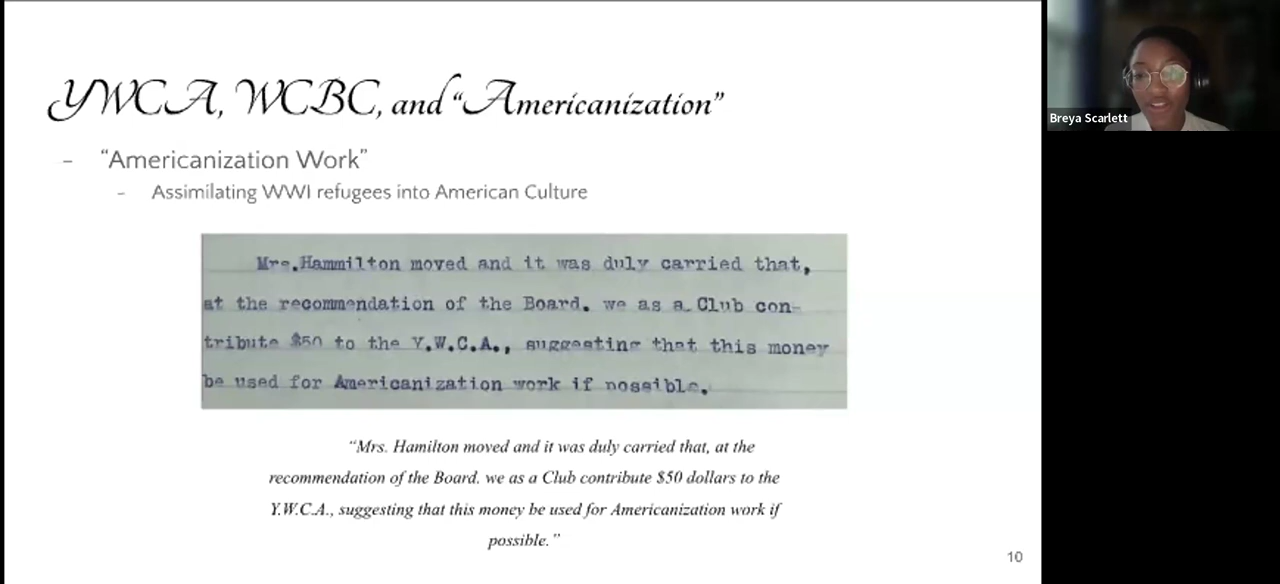 YWCA, WCBC, and “Americanization”
- “Americanization Work”
- Assimilating WWI refugees into American Culture
Mrs.Hammilton moved and it was duly carried that,
at the recommendation of the Board. we as a Club con-
tribute $50 to the Y.W.C.A., suggesting that this money
be used for Americanization work if possible.
“Mrs. Hamilton moved and it was duly carried that, at the
recommendation of the Board. we as a Club contribute $50 dollars to the
Y.W.C.A., suggesting that this money be used for Americanization work if
possible.”
10
Breya Scarlett